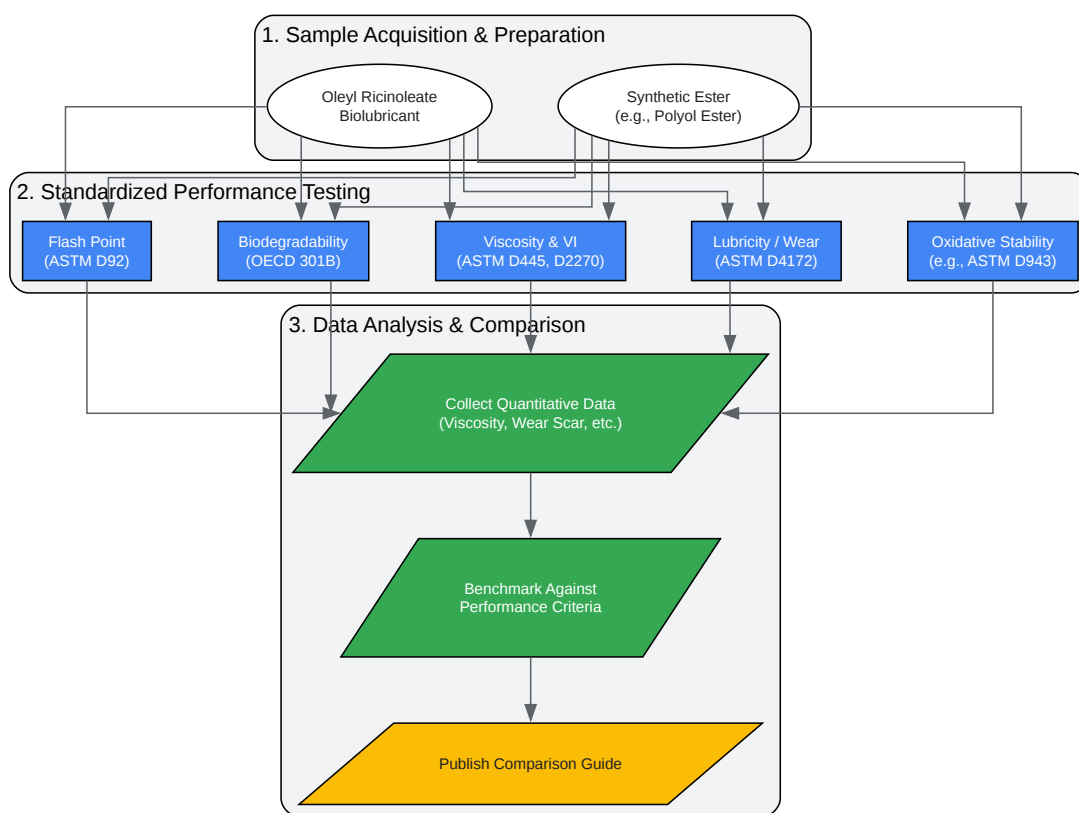 1. Sample Acquisition & Preparation
Oleyl Ricinoleate
Biolubricant
Synthetic Ester
(e.g., Polyol Ester)
2. Standardized Performance Testing
Flash Point
(ASTM D92)
Biodegradability
(OECD 301B)
Viscosity & VI
(ASTM D445, D2270)
Lubricity / Wear
(ASTM D4172)
Oxidative Stability
(e.g., ASTM D943)
3. Data Analysis & Comparison
Collect Quantitative Data
(Viscosity, Wear Scar, etc.)
Benchmark Against
Performance Criteria
Publish Comparison Guide